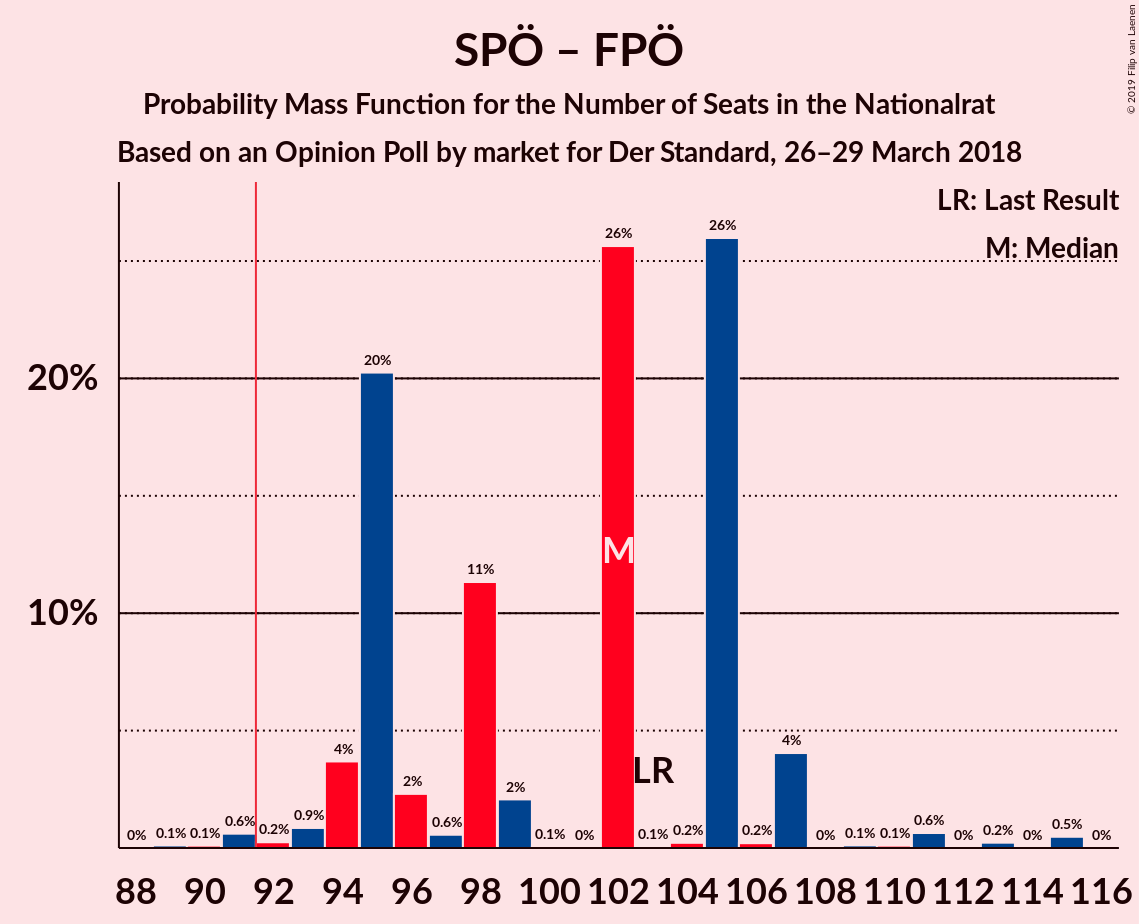 SPÖ – FPÖ
Probability Mass Function for the Number of Seats in the Nationalrat
Based on an Opinion Poll by market for Der Standard, 26–29 March 2018
© 2019 Filip van Laenen
LR: Last Result
M: Median
20%
10%
0% 0.1% 0.1% 0.6% 0.2% 0.9% 4% 20% 2% 0.6% 11% 2% 0.1% 0% 26% 0.1% 0.2% 26% 0.2% 4% 0% 0.1% 0.1% 0.6% 0% 0.2% 0% 0.5% 0%
M
LR
88 90 92 94 96 98 100 102 104 106 108 110 112 114 116